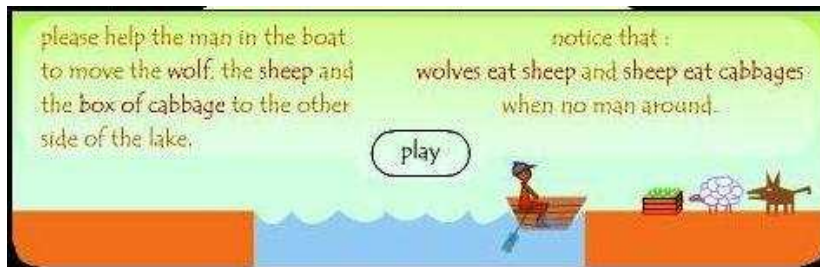 please help the man in the boat
to move the wolf, the sheep and
the box of cabbage to the other
side of the lake.
notice that :
wolves eat sheep and sheep eat cabbages
when no man around..
play